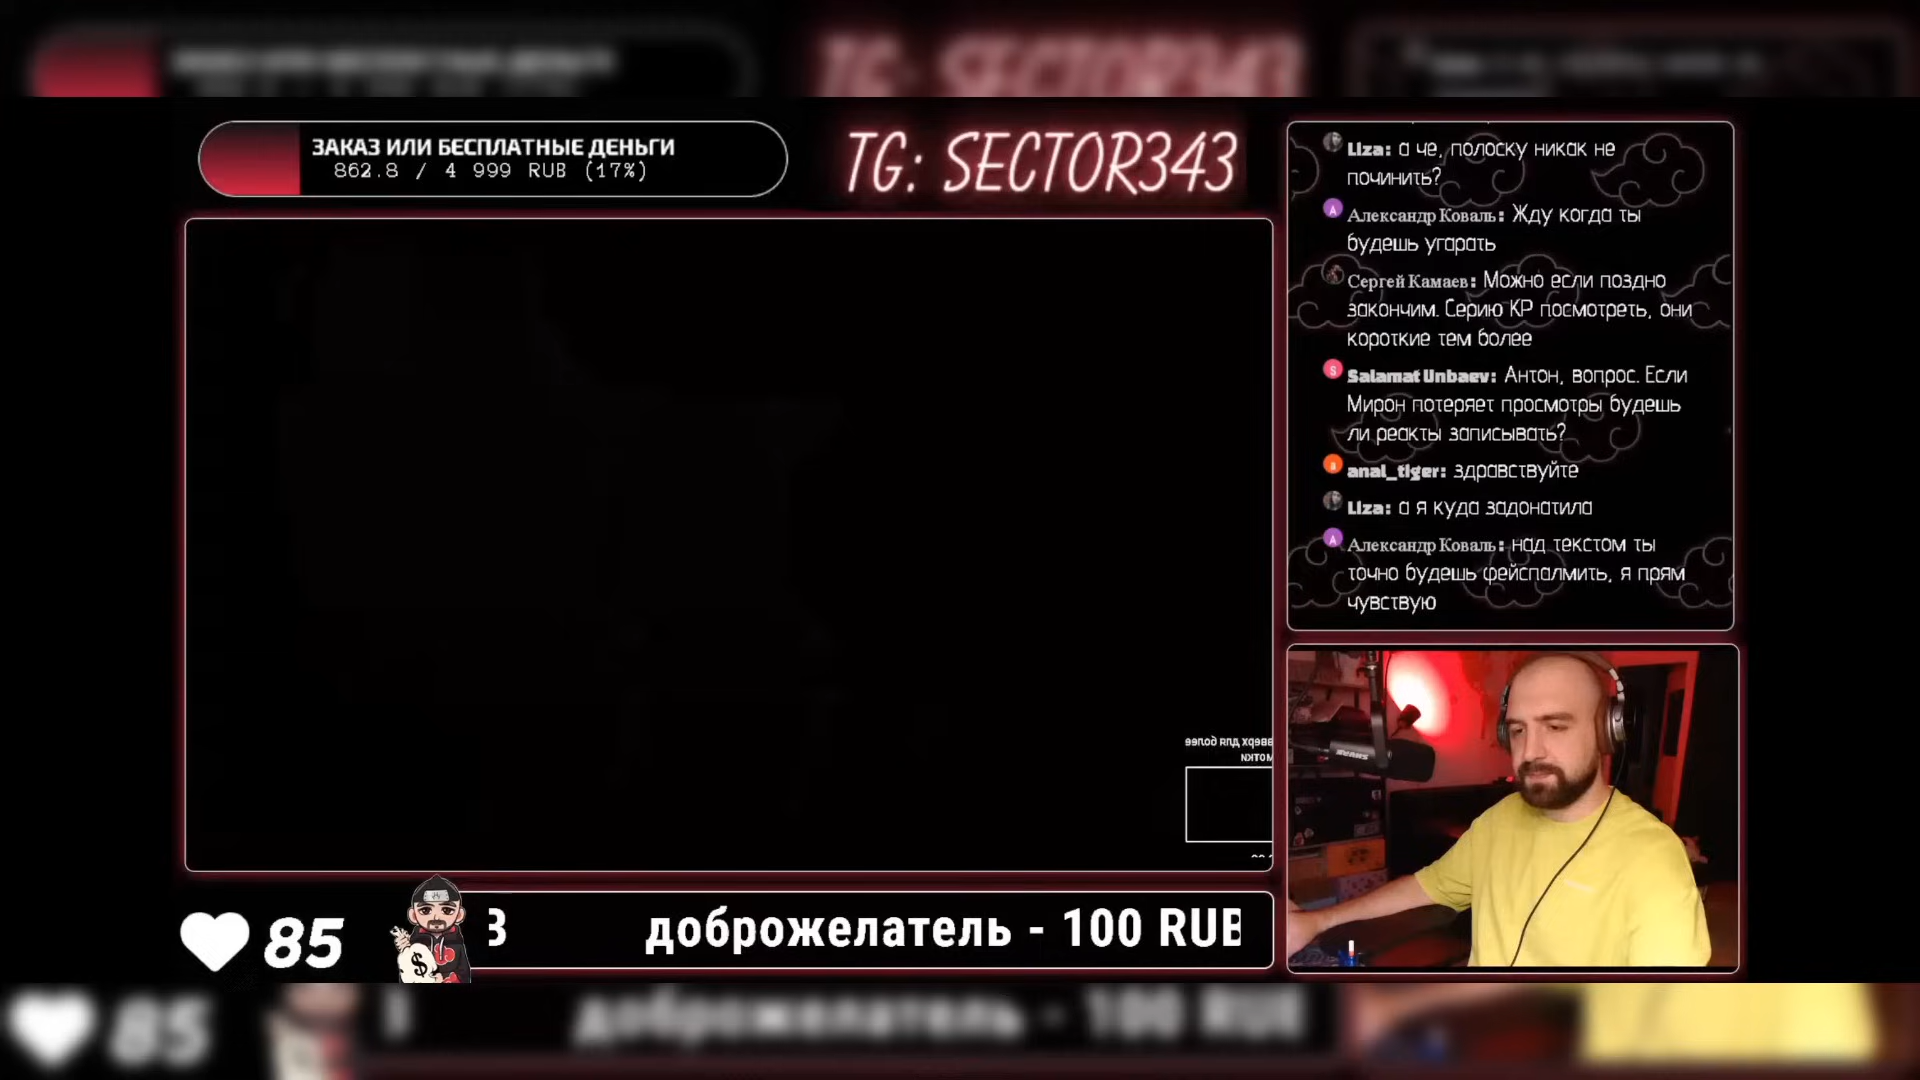 ЗАКАЗ ИЛИ БЕСПЛАТНЫЕ ДЕНЬГИ
862.8 / 4 999 RUB (17%)
TG: SECTOR343
Liza: а че, полоску никак не
починить?
Александр Коваль: Жду когда ты
будешь угарать
Сергей Камаев: Можно если поздно
закончим. Серию КР посмотреть, они
короткие тем более
Salamat Unbaev: Антон, вопрос. Если
Мирон потеряет просмотры будешь
ли реакты записывать?
anal_tiger: здравствуйте
Liza: а я куда задонатила
Александр Коваль: над текстом ты
точно будешь фейспалмить, я прям
чувствую
вверх для более
85
доброжелатель - 100 RUB